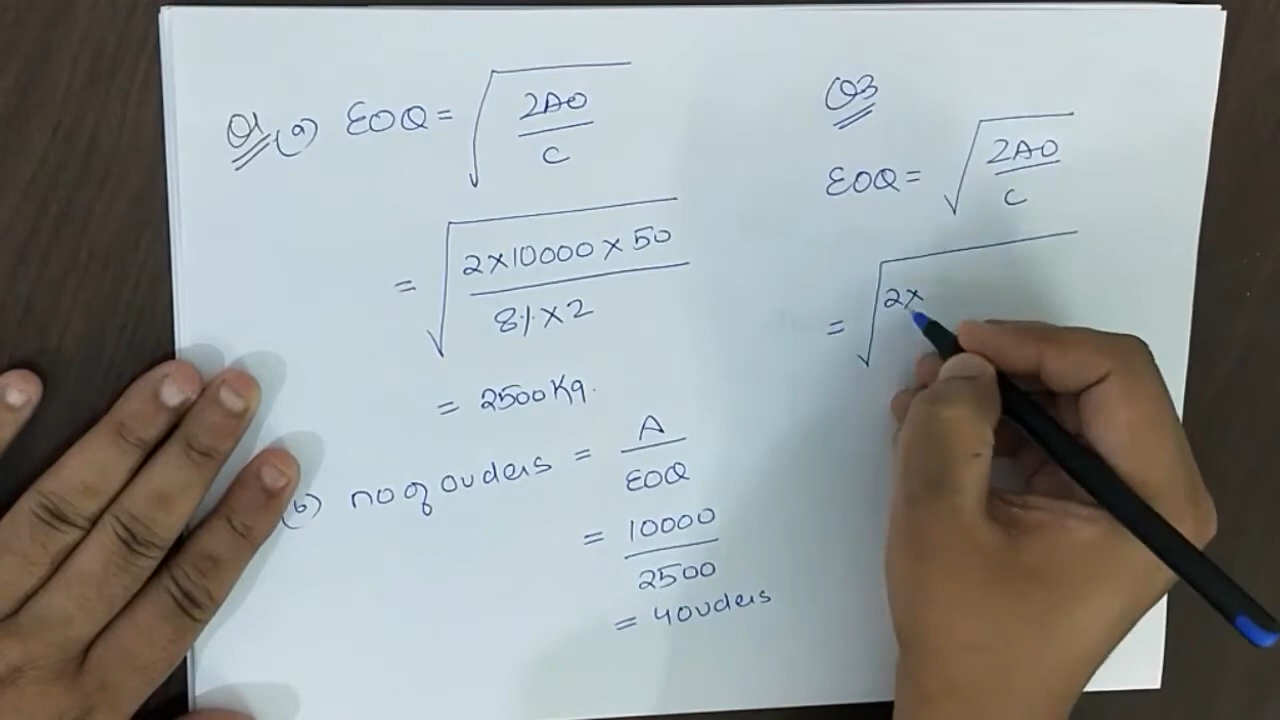 Q1 (a) EOQ = √(2AO / C)
= √(2×10000×50 / 8%×2)
= 2500 Kg.
(b) no of orders = A / EOQ
= 10000 / 2500
= 4 orders
Q3
EOQ = √(2AO / C)
= √(2×